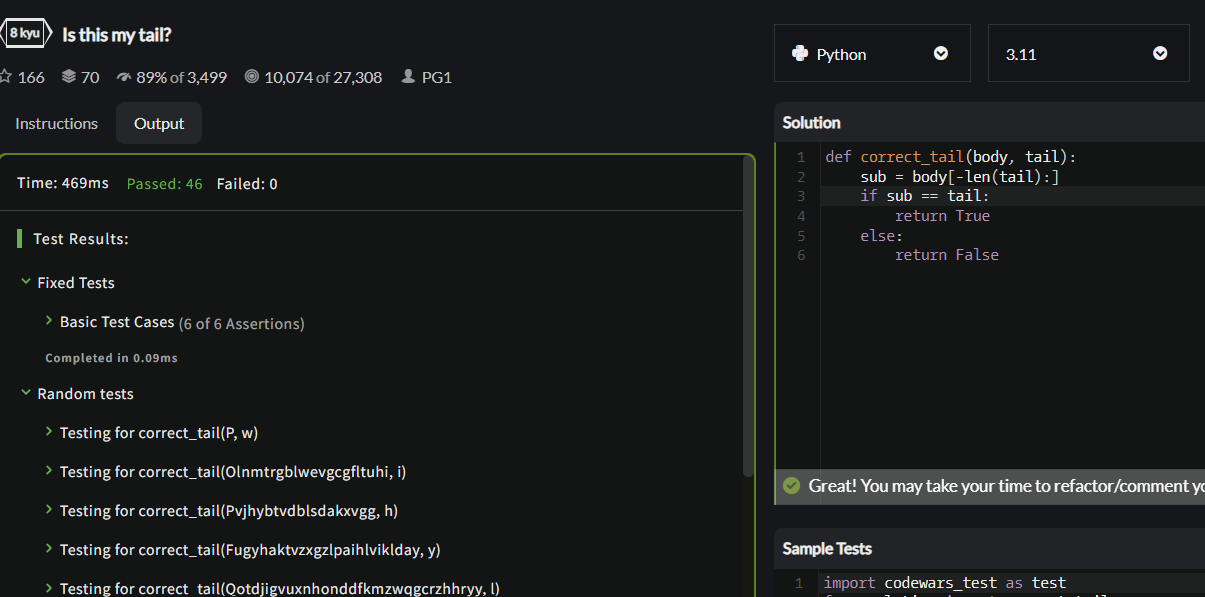 8 kyu Is this my tail?
166 70 89% of 3,499 10,074 of 27,308 PG1
Instructions Output
Time: 469ms Passed: 46 Failed: 0
Test Results:
Fixed Tests
Basic Test Cases (6 of 6 Assertions)
Completed in 0.09ms
Random tests
Testing for correct_tail(P, w)
Testing for correct_tail(Olnmtrgblwevgcgfltuhi, i)
Testing for correct_tail(Pvjhybtvdblsdakxvgg, h)
Testing for correct_tail(Fugyhaktvzxgzlpaihlviklday, y)
Testing for correct_tail(Qotdjigvuxnhonddfkmzwqgcrzhhryy, l)
Python 3.11
Solution
1 def correct_tail(body, tail):
2 sub = body[-len(tail):]
3 if sub == tail:
4 return True
5 else:
6 return False
Great! You may take your time to refactor/comment yo
Sample Tests
1 import codewars_test as test